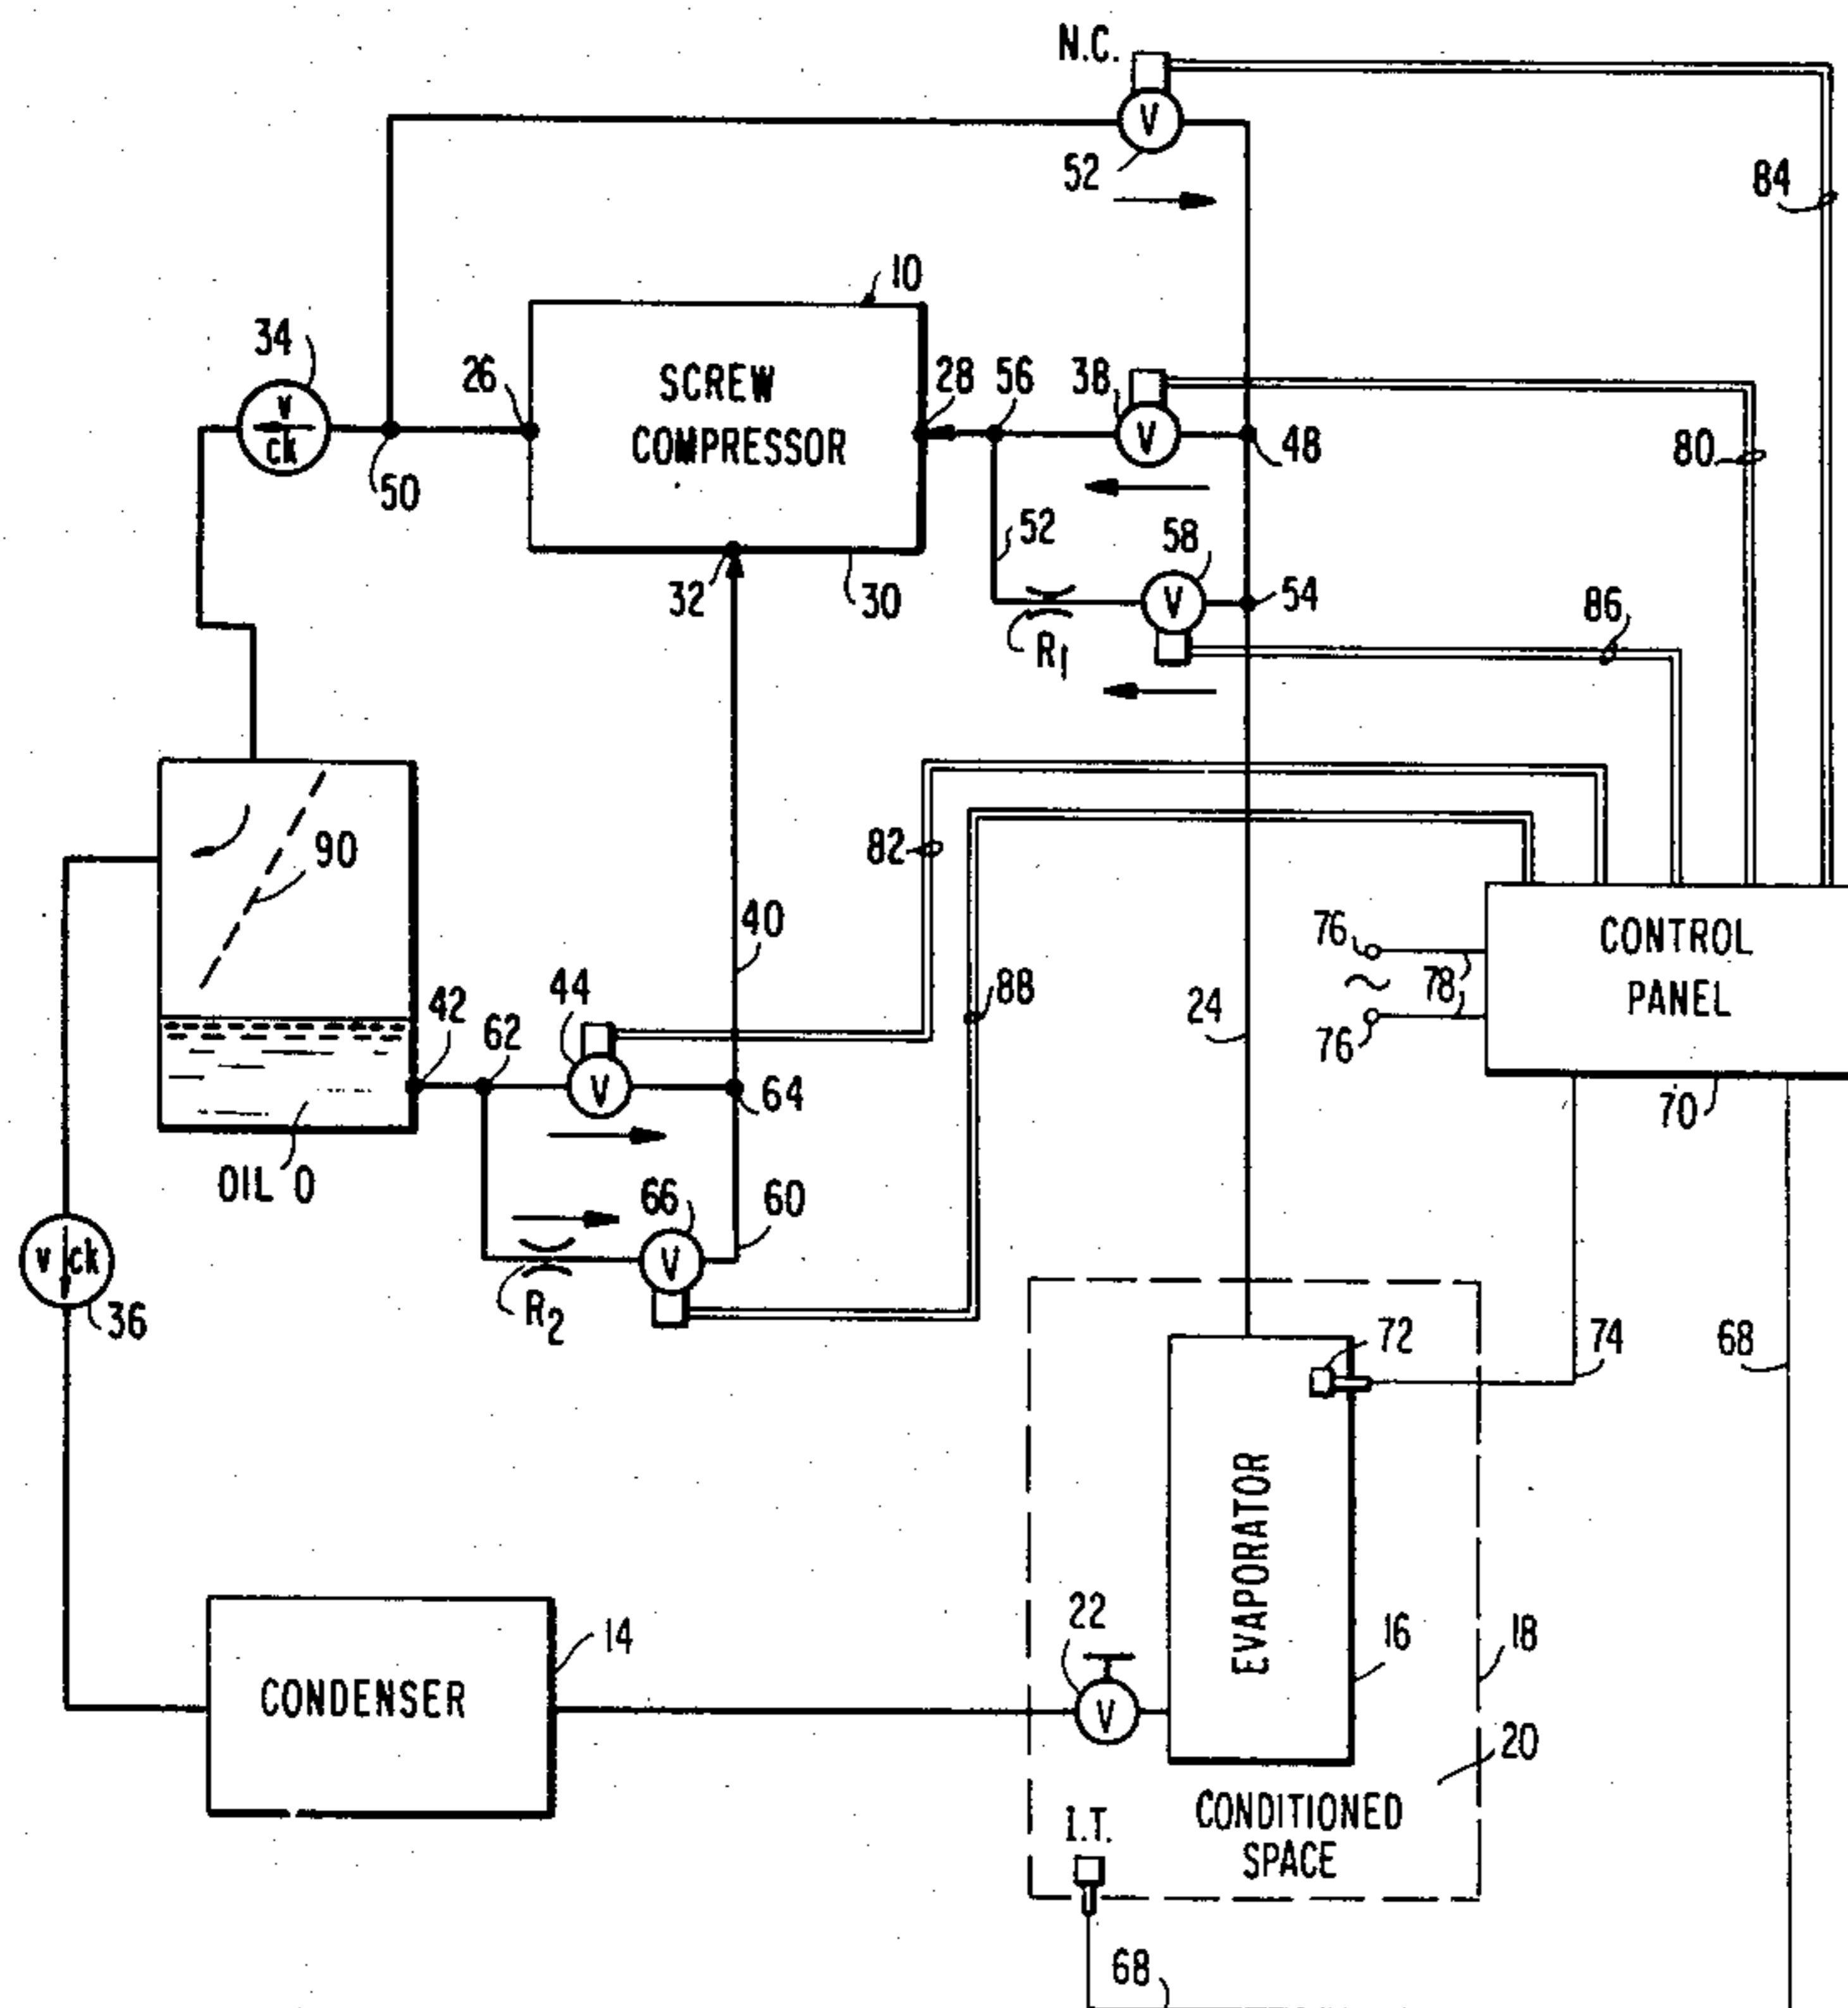 N.C.
V
52
84
10
34
V
ck
26
SCREW
COMPRESSOR
28
56
38
V
48
80
50
52
58
V
54
32
30
R1
86
90
82
40
44
88
42
62
V
64
24
76
78
76
CONTROL
PANEL
70
OIL O
66
V
60
R2
V
ck
36
72
74
68
EVAPORATOR
22
V
16
18
14
CONDENSER
20
CONDITIONED
SPACE
I.T.
68